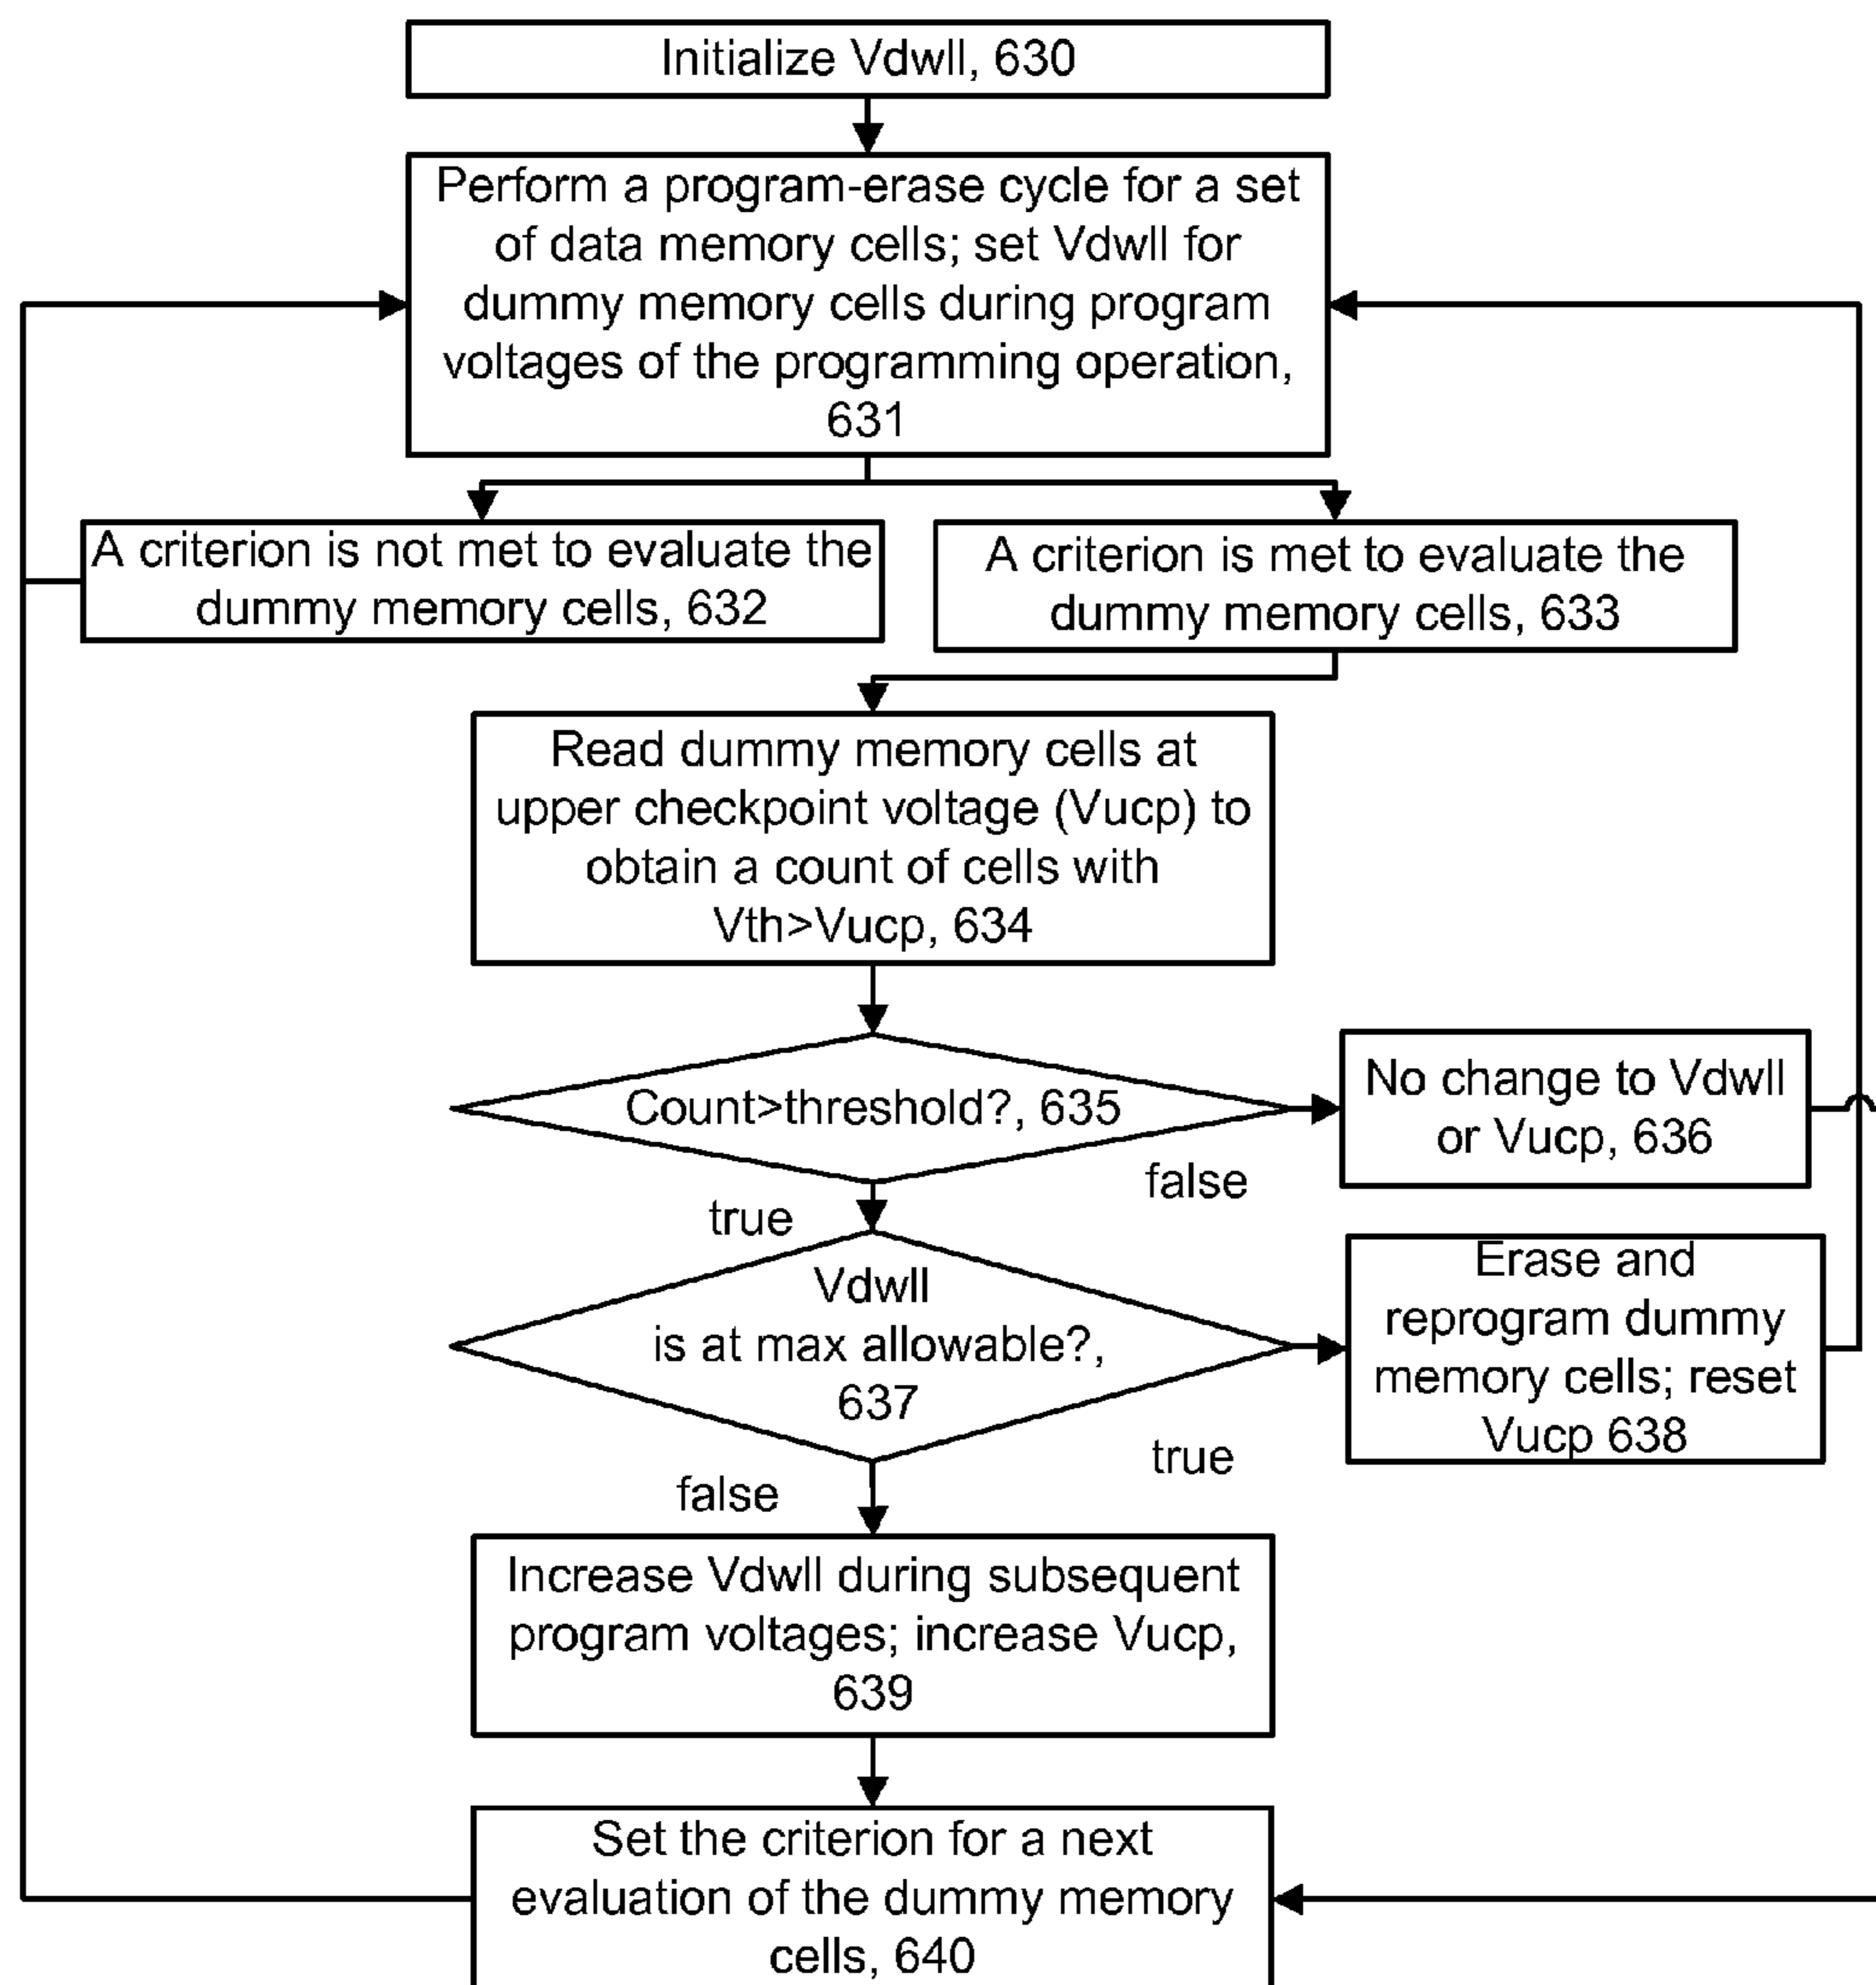 Initialize Vdwll, 630
Perform a program-erase cycle for a set
of data memory cells; set Vdwll for
dummy memory cells during program
voltages of the programming operation,
631
A criterion is not met to evaluate the
dummy memory cells, 632
A criterion is met to evaluate the
dummy memory cells, 633
Read dummy memory cells at
upper checkpoint voltage (Vucp) to
obtain a count of cells with
Vth>Vucp, 634
Count>threshold?, 635
false
No change to Vdwll
or Vucp, 636
true
Vdwll
is at max allowable?,
637
true
Erase and
reprogram dummy
memory cells; reset
Vucp 638
false
Increase Vdwll during subsequent
program voltages; increase Vucp,
639
Set the criterion for a next
evaluation of the dummy memory
cells, 640